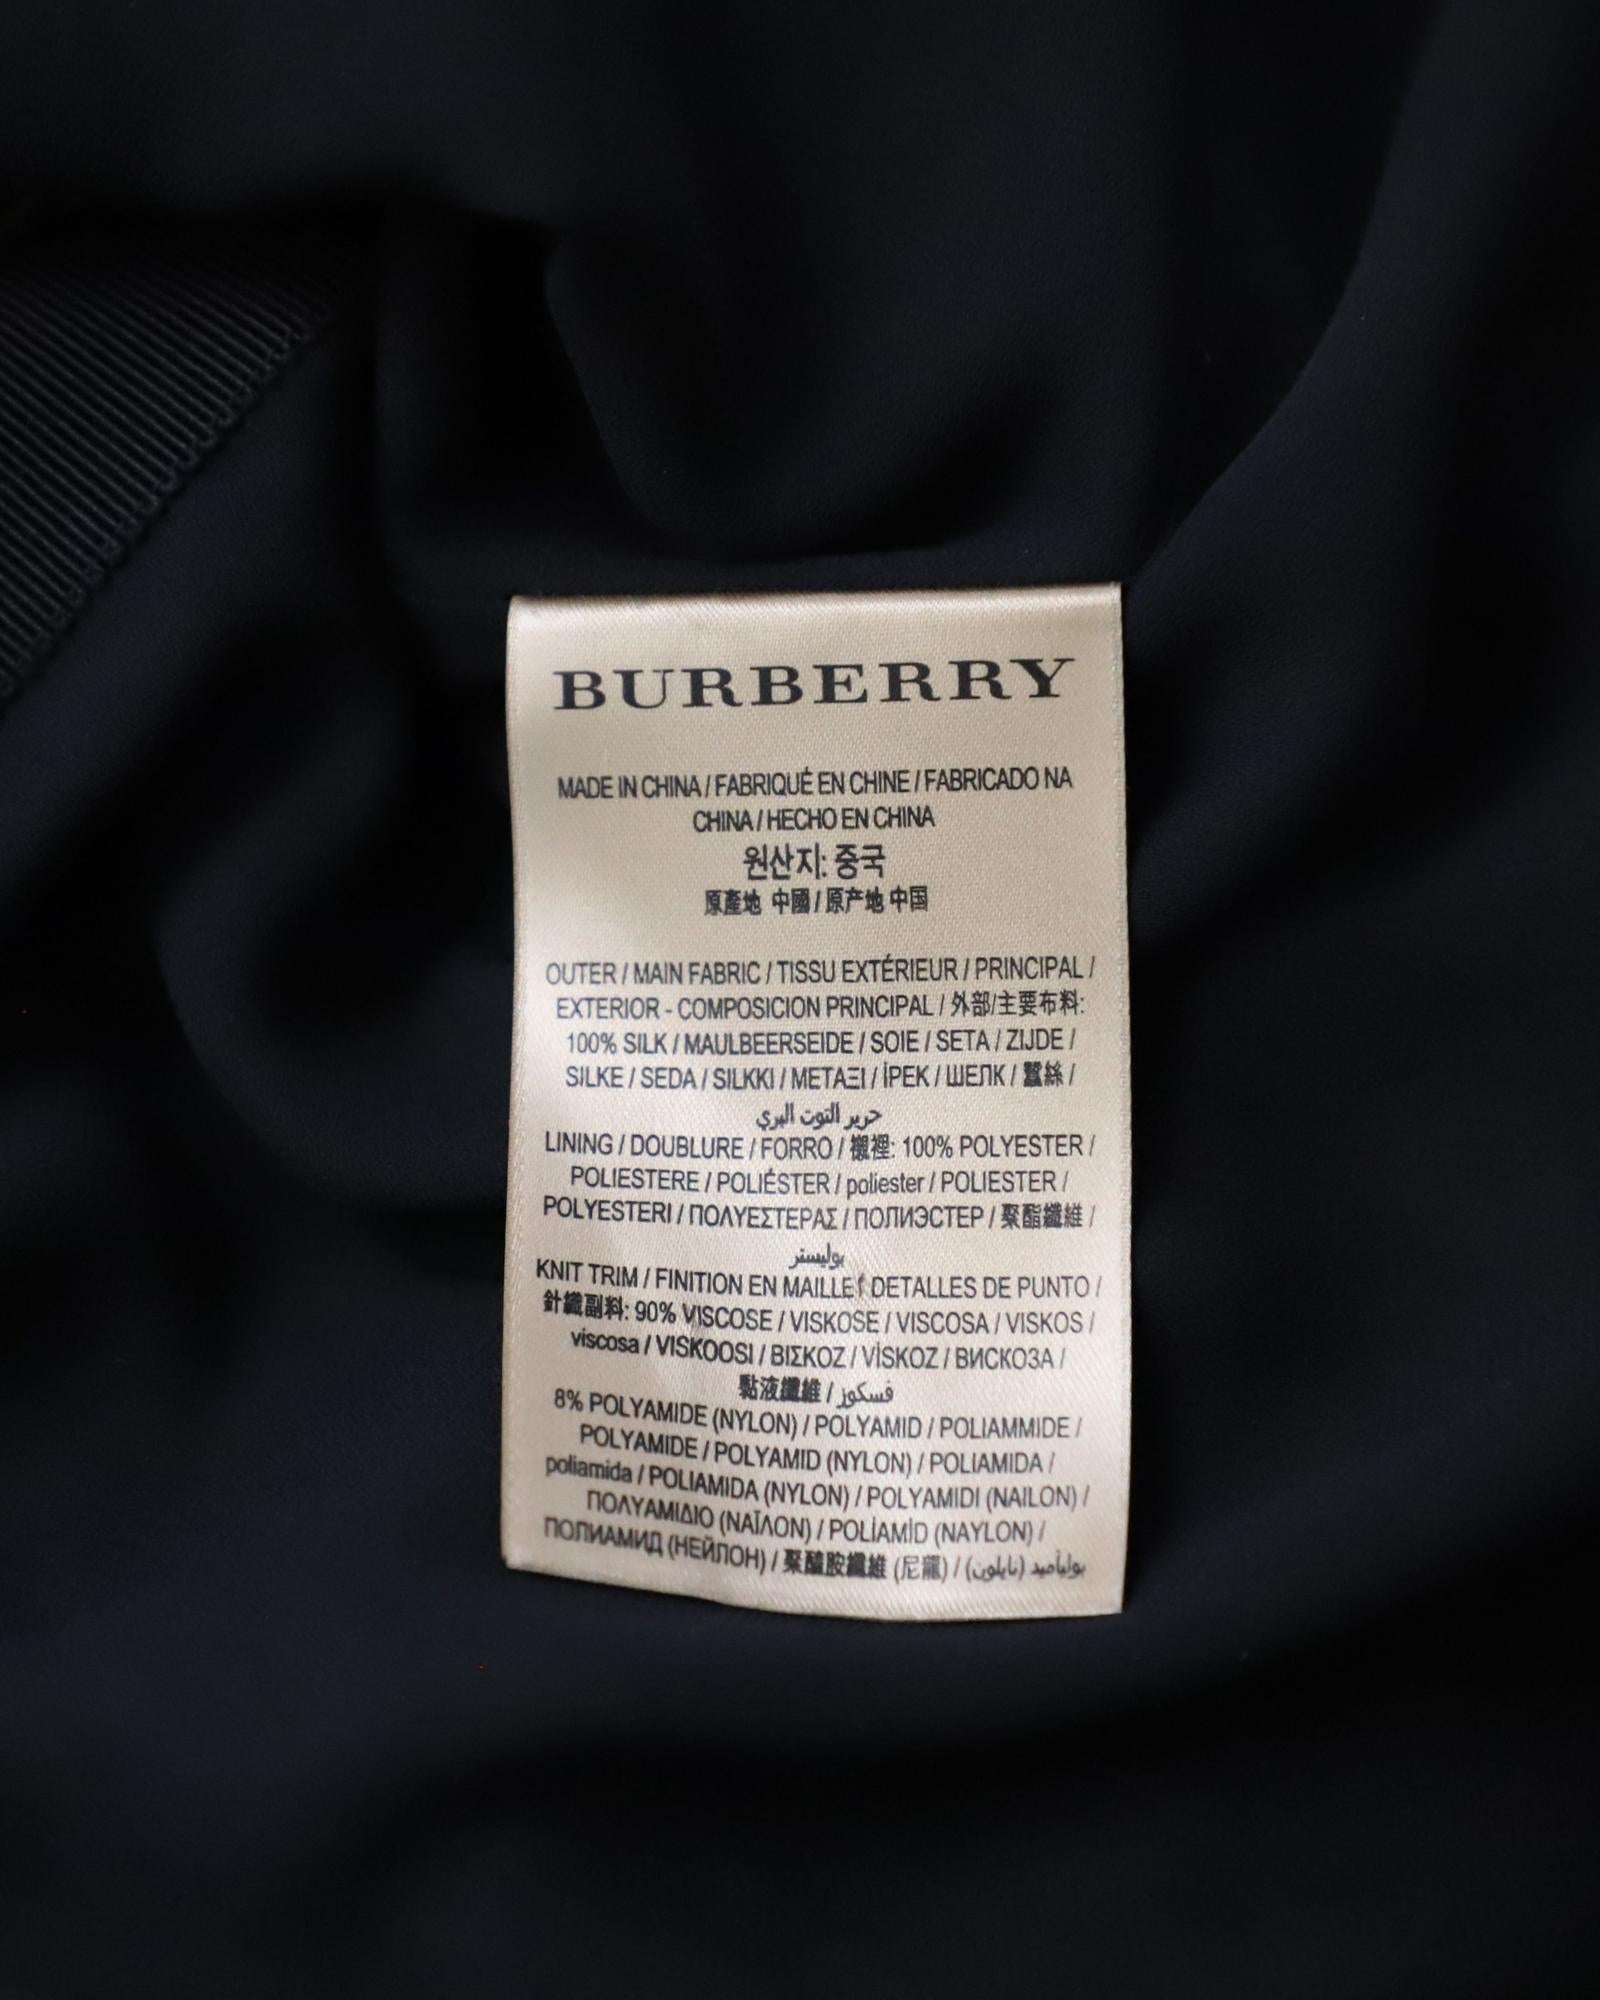 BURBERRY
MADE IN CHINA / FABRIQUÉ EN CHINE / FABRICADO NA
CHINA / HECHO EN CHINA
원산지: 중국
原產地 中國 / 原产地 中国
OUTER / MAIN FABRIC / TISSU EXTÉRIEUR / PRINCIPAL /
EXTERIOR - COMPOSICION PRINCIPAL / 外部/主要布料:
100% SILK / MAULBEERSEIDE / SOIE / SETA / ZIJDE /
SILKE / SEDA / SILKKI / ΜΕΤΑΞΙ / İPEK / ШЕЛК / 蠶絲 /
حرير التوت البري
LINING / DOUBLURE / FORRO / 襯裡: 100% POLYESTER /
POLIESTERE / POLIÉSTER / poliester / POLIESTER /
POLYESTERI / ΠΟΛΥΕΣΤΕΡΑΣ / ПОЛИЭСТЕР / 聚酯纖維 /
بوليستر
KNIT TRIM / FINITION EN MAILLE / DETALLES DE PUNTO /
針織副料: 90% VISCOSE / VISKOSE / VISCOSA / VISKOS /
viscosa / VISKOOSI / ΒΙΣΚΟΖ / VİSKOZ / ВИСКОЗА /
黏液纖維 / فسكوز
8% POLYAMIDE (NYLON) / POLYAMID / POLIAMMIDE /
POLYAMIDE / POLYAMID (NYLON) / POLIAMIDA /
poliamida / POLIAMIDA (NYLON) / POLYAMIDI (NAILON) /
ΠΟΛΥΑΜΙΔΙΟ (ΝΑΪΛΟΝ) / POLİAMİD (NAYLON) /
ПОЛИАМИД (НЕЙЛОН) / 聚醯胺纖維 (尼龍) / بولياميد (نايلون)